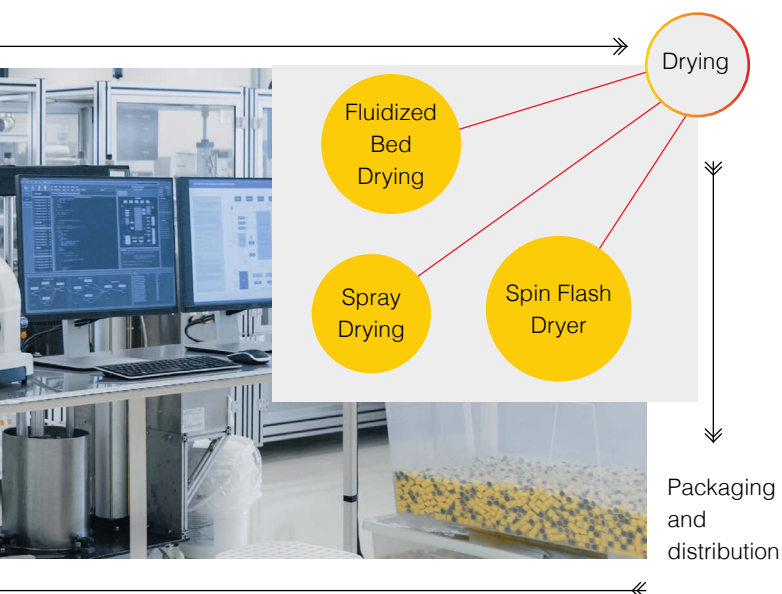 Drying
Fluidized
Bed
Drying
Spray
Drying
Spin Flash
Dryer
Packaging
and
distribution